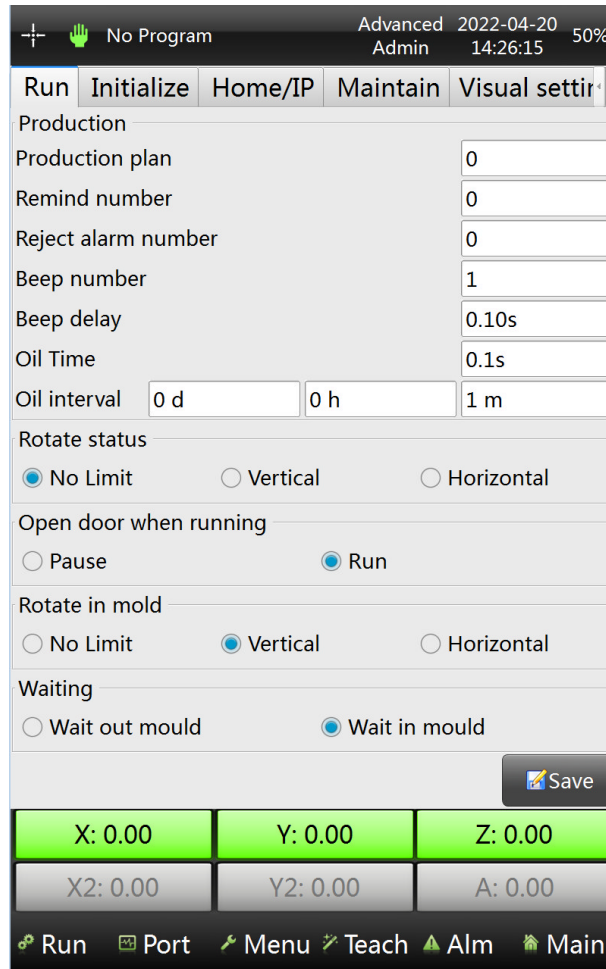 No Program Advanced Admin 2022-04-20 14:26:15 50%
Run Initialize Home/IP Maintain Visual settin
Production
Production plan 0
Remind number 0
Reject alarm number 0
Beep number 1
Beep delay 0.10s
Oil Time 0.1s
Oil interval 0 d 0 h 1 m
Rotate status
No Limit Vertical Horizontal
Open door when running
Pause Run
Rotate in mold
No Limit Vertical Horizontal
Waiting
Wait out mould Wait in mould
Save
X: 0.00 Y: 0.00 Z: 0.00
X2: 0.00 Y2: 0.00 A: 0.00
Run Port Menu Teach Alm Main